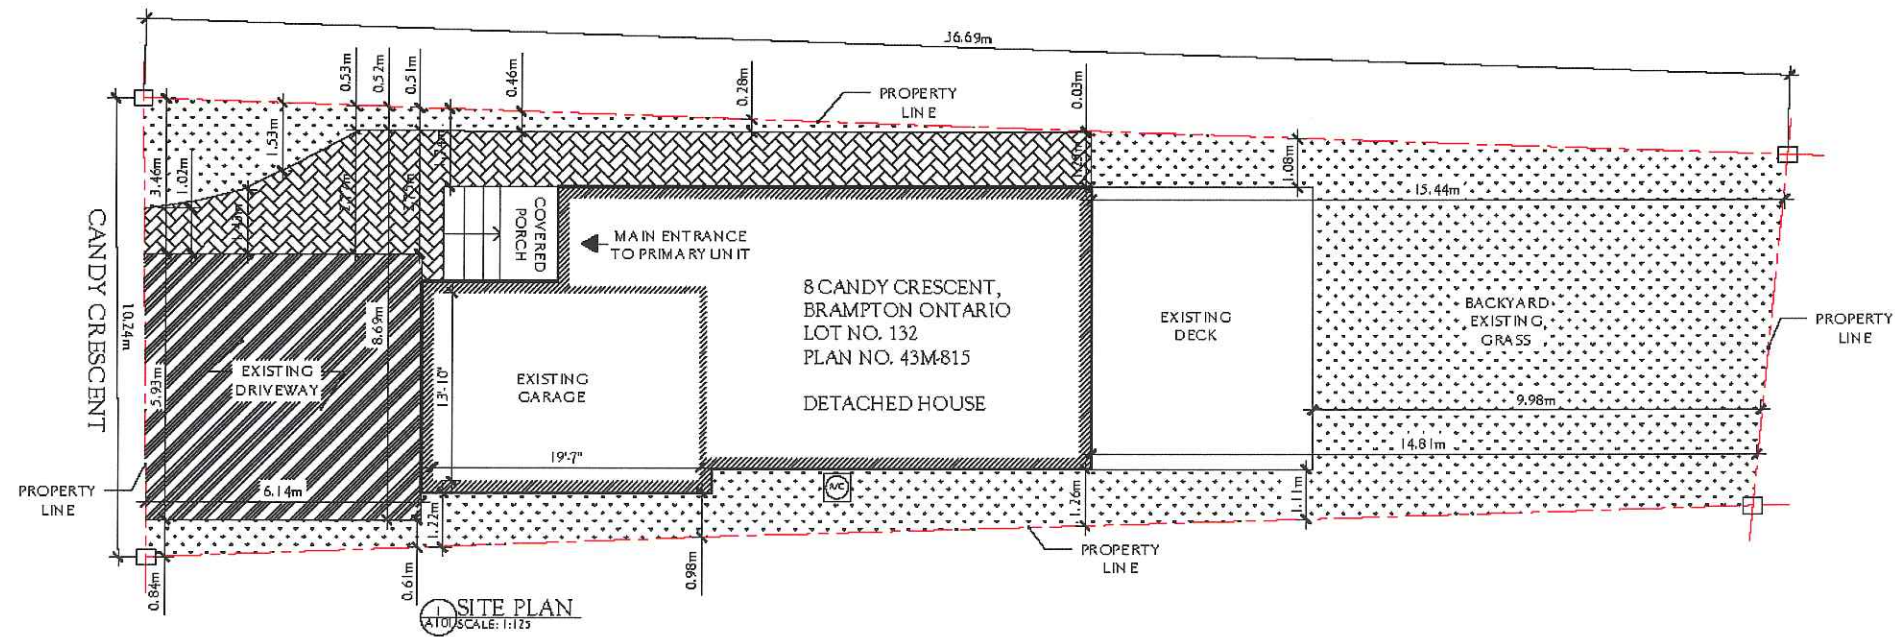 36.69m
0.53m
0.52m
0.51m
0.46m
0.28m
0.03m
PROPERTY
LINE
1.53m
3.46m
1.02m
1.08m
15.44m
CANDY CRESCENT
10.24m
COVERED
PORCH
MAIN ENTRANCE
TO PRIMARY UNIT
8 CANDY CRESCENT,
BRAMPTON ONTARIO
LOT NO. 132
PLAN NO. 43M-815
DETACHED HOUSE
EXISTING
DECK
BACKYARD
EXISTING
GRASS
PROPERTY
LINE
8.69m
5.93m
EXISTING
DRIVEWAY
EXISTING
GARAGE
13'-10"
19'-7"
9.98m
14.81m
PROPERTY
LINE
6.14m
A/C
1.22m
1.26m
1.11m
0.84m
0.61m
0.98m
PROPERTY
LINE
1
A101
SITE PLAN
SCALE: 1:125